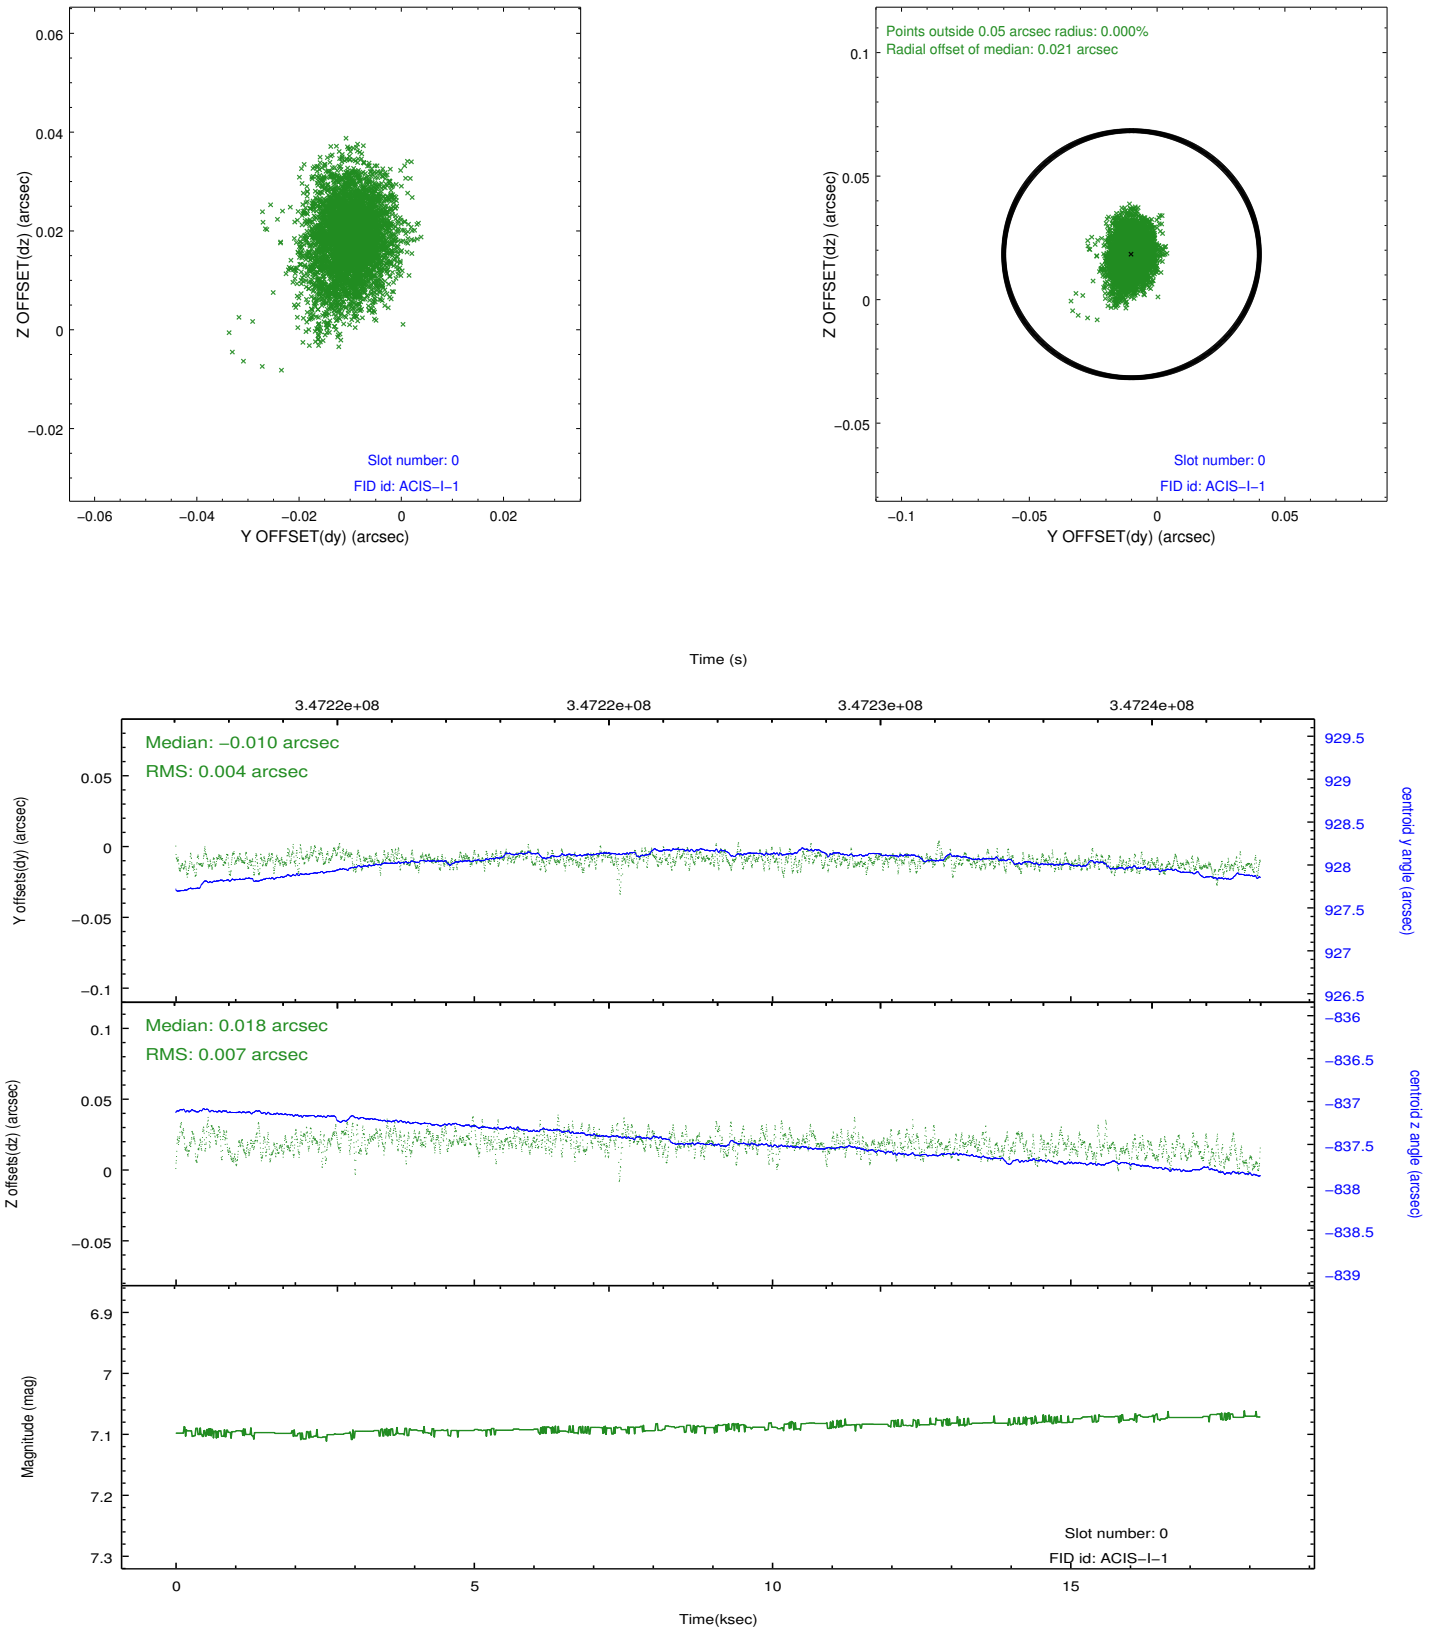 0.06
0.04
0.02
0
−0.02
Z OFFSET(dz) (arcsec)
Slot number: 0
FID id: ACIS−I−1
−0.06
−0.04
−0.02
0
0.02
Y OFFSET(dy) (arcsec)
Points outside 0.05 arcsec radius: 0.000%
Radial offset of median: 0.021 arcsec
0.1
0.05
0
−0.05
Z OFFSET(dz) (arcsec)
Slot number: 0
FID id: ACIS−I−1
−0.1
−0.05
0
0.05
Y OFFSET(dy) (arcsec)
Time (s)
3.4722e+08
3.4722e+08
3.4723e+08
3.4724e+08
Median: −0.010 arcsec
RMS: 0.004 arcsec
0.05
0
−0.05
−0.1
Y offsets(dy) (arcsec)
929.5
929
928.5
928
927.5
927
926.5
centroid y angle (arcsec)
Median: 0.018 arcsec
RMS: 0.007 arcsec
0.1
0.05
0
−0.05
Z offsets(dz) (arcsec)
−836
−836.5
−837
−837.5
−838
−838.5
−839
centroid z angle (arcsec)
6.9
7
7.1
7.2
7.3
Magnitude (mag)
Slot number: 0
FID id: ACIS−I−1
0
5
10
15
Time(ksec)